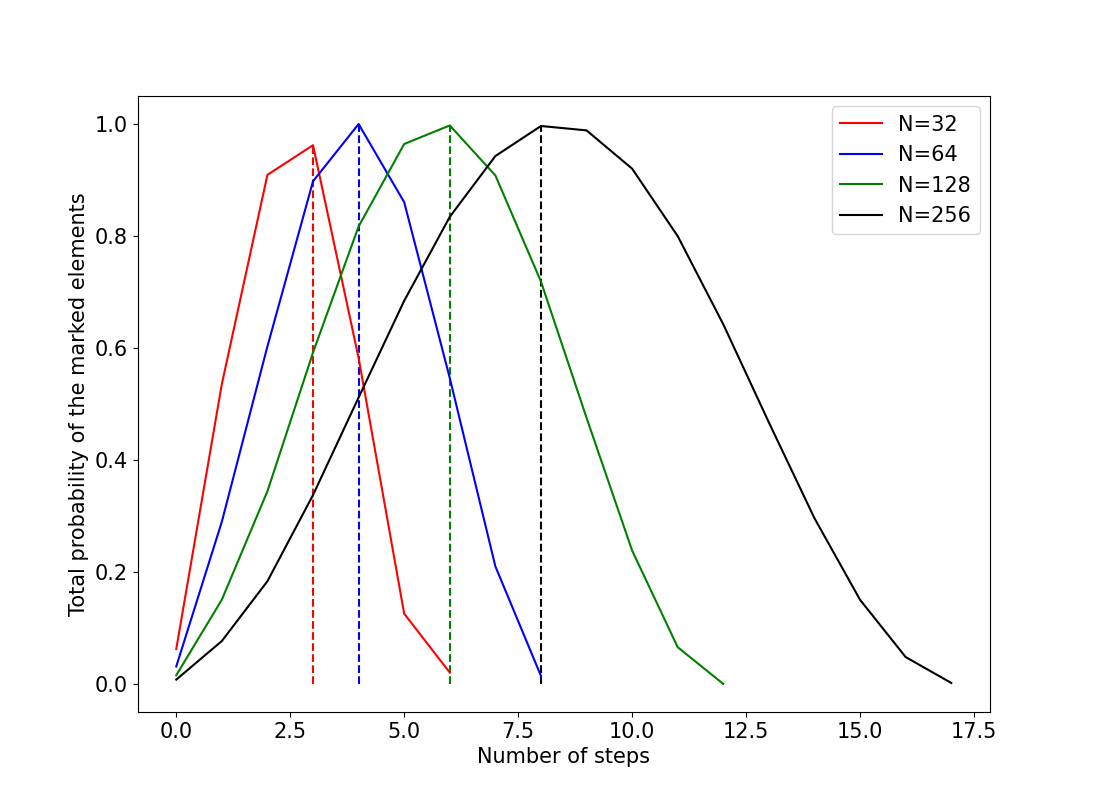 N=32
N=64
N=128
N=256
1.0
0.8
0.6
0.4
0.2
0.0
Total probability of the marked elements
0.0 2.5 5.0 7.5 10.0 12.5 15.0 17.5
Number of steps